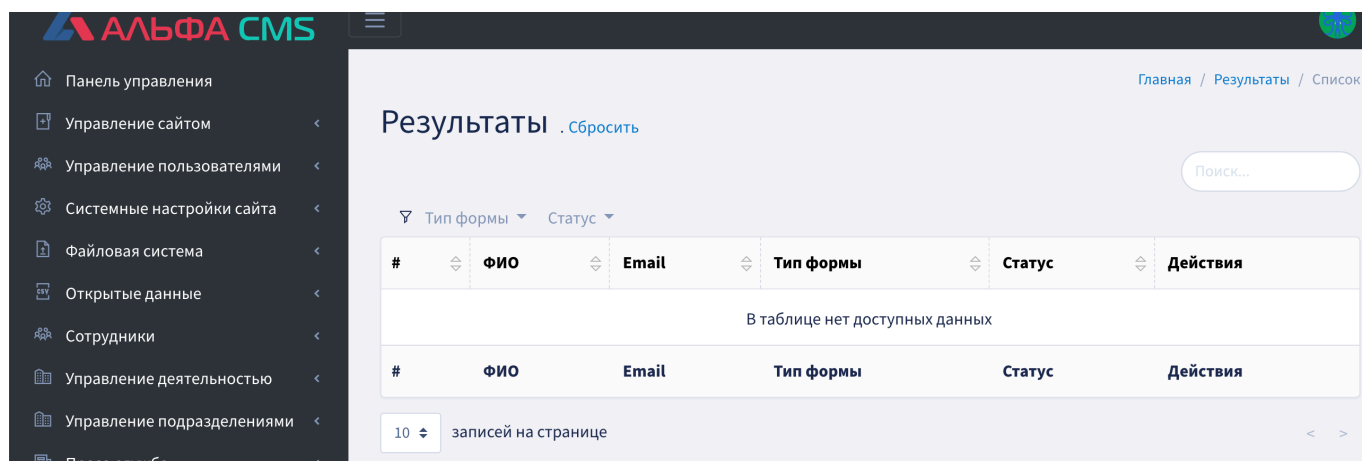 АЛЬФА CMS
Панель управления
Управление сайтом
Управление пользователями
Системные настройки сайта
Файловая система
Открытые данные
Сотрудники
Управление деятельностью
Управление подразделениями
Главная / Результаты / Список
Результаты . Сбросить
Поиск...
Тип формы Статус
# ФИО Email Тип формы Статус Действия
В таблице нет доступных данных
# ФИО Email Тип формы Статус Действия
10 записей на странице
< >